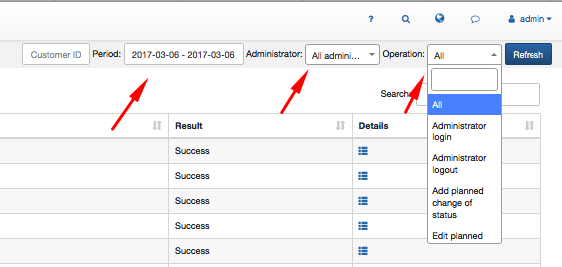 ? admin
Customer ID Period: 2017-03-06 - 2017-03-06 Administrator: All admini... Operation: All Refresh
Search:
All
Result Details
Administrator
login
Success
Administrator
logout
Success
Add planned
change of
status
Success
Success
Edit planned
Success